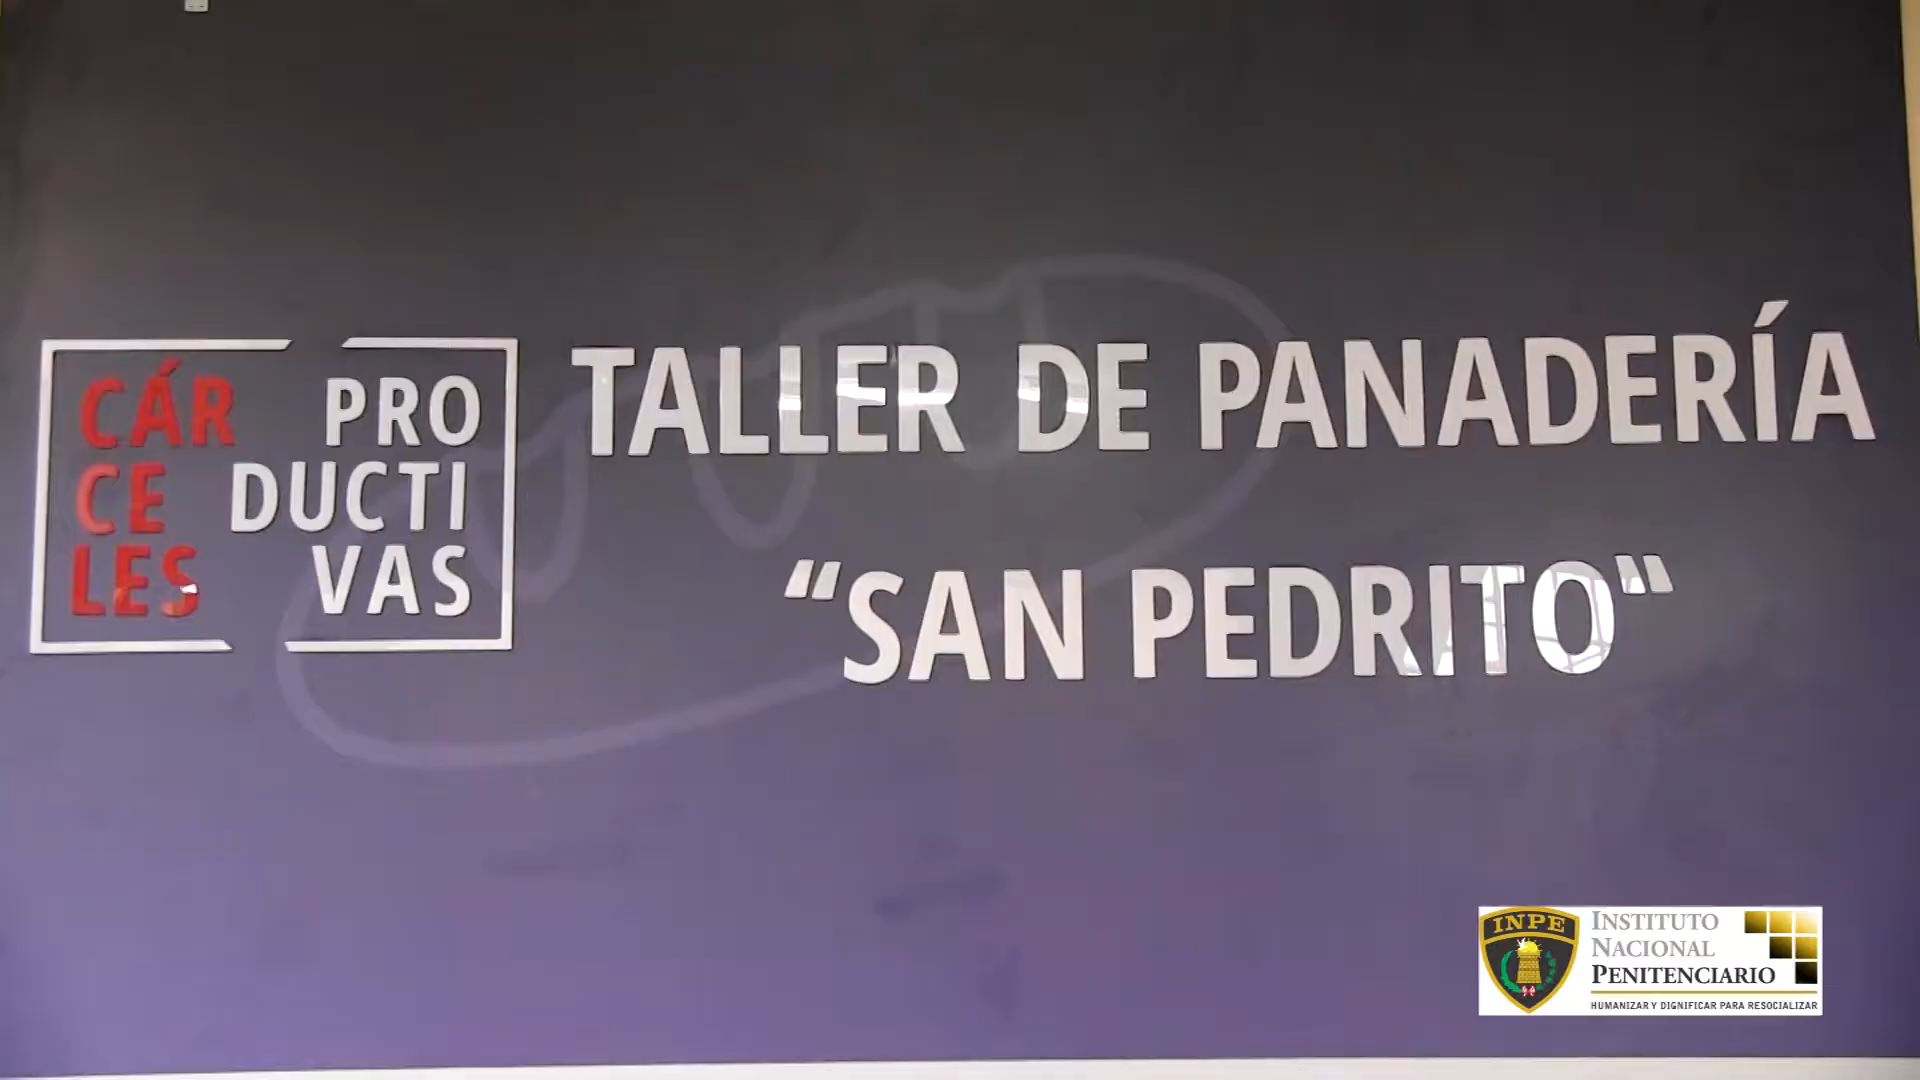 CÁR PRO
CE DUCTI
LES VAS
TALLER DE PANADERÍA
“SAN PEDRITO“
INPE
INSTITUTO
NACIONAL
PENITENCIARIO
HUMANIZAR Y DIGNIFICAR PARA RESOCIALIZAR